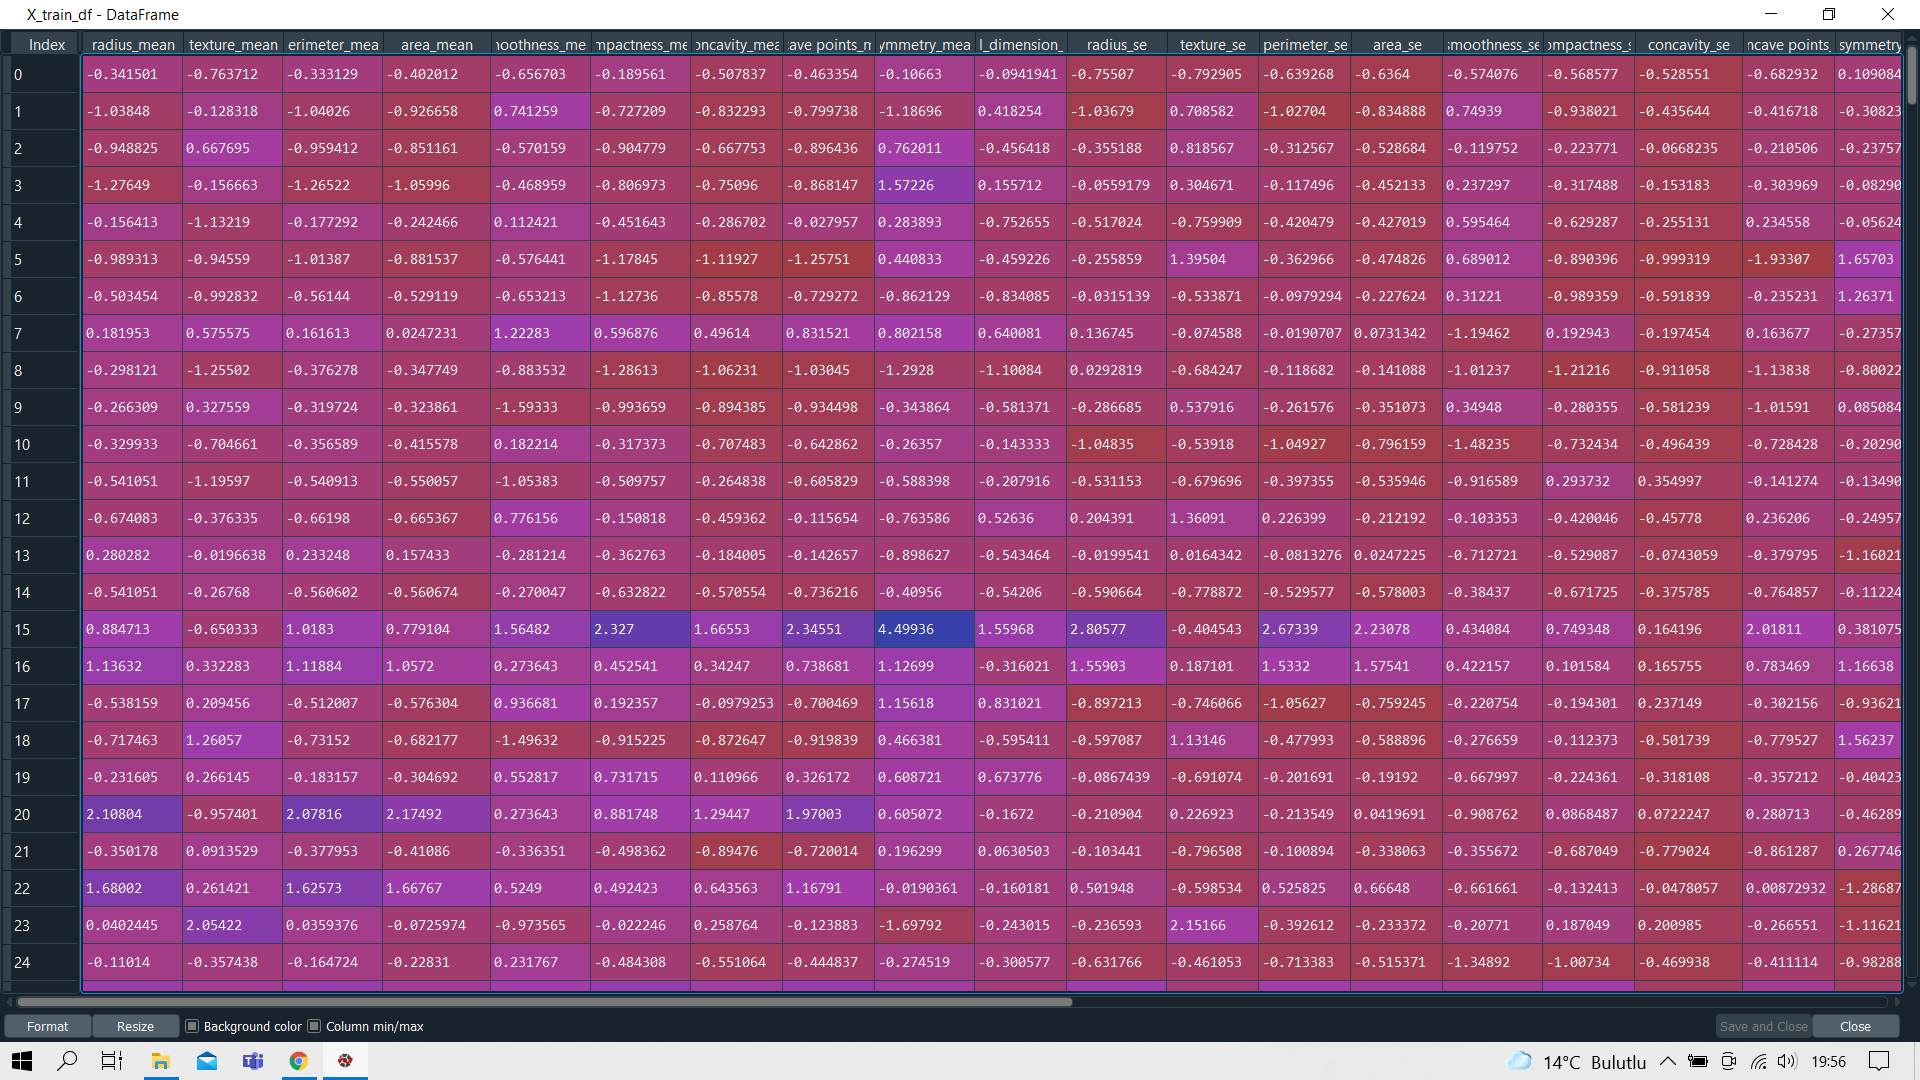 X_train_df - DataFrame
Index radius_mean texture_mean erimeter_mea area_mean noothness_me mpactness_me oncavity_mea ave points_m ymmetry_mea l_dimension_ radius_se texture_se perimeter_se area_se smoothness_se ompactness_s concavity_se ncave points_ symmetry_
0 -0.341501 -0.763712 -0.333129 -0.402012 -0.656703 -0.189561 -0.507837 -0.463354 -0.10663 -0.0941941 -0.75507 -0.792905 -0.639268 -0.6364 -0.574076 -0.568577 -0.528551 -0.682932 0.109084
1 -1.03848 -0.128318 -1.04026 -0.926658 0.741259 -0.727209 -0.832293 -0.799738 -1.18696 0.418254 -1.03679 0.708582 -1.02704 -0.834888 0.74939 -0.938021 -0.435644 -0.416718 -0.30823
2 -0.948825 0.667695 -0.959412 -0.851161 -0.570159 -0.904779 -0.667753 -0.896436 0.762011 -0.456418 -0.355188 0.818567 -0.312567 -0.528684 -0.119752 -0.223771 -0.0668235 -0.210506 -0.23757
3 -1.27649 -0.156663 -1.26522 -1.05996 -0.468959 -0.806973 -0.75096 -0.868147 1.57226 0.155712 -0.0559179 0.304671 -0.117496 -0.452133 0.237297 -0.317488 -0.153183 -0.303969 -0.08290
4 -0.156413 -1.13219 -0.177292 -0.242466 0.112421 -0.451643 -0.286702 -0.027957 0.283893 -0.752655 -0.517024 -0.759909 -0.420479 -0.427019 0.595464 -0.629287 -0.255131 0.234558 -0.05624
5 -0.989313 -0.94559 -1.01387 -0.881537 -0.576441 -1.17845 -1.11927 -1.25751 0.440833 -0.459226 -0.255859 1.39504 -0.362966 -0.474826 0.689012 -0.890396 -0.999319 -1.93307 1.65703
6 -0.503454 -0.992832 -0.56144 -0.529119 -0.653213 -1.12736 -0.85578 -0.729272 -0.862129 -0.834085 -0.0315139 -0.533871 -0.0979294 -0.227624 0.31221 -0.989359 -0.591839 -0.235231 1.26371
7 0.181953 0.575575 0.161613 0.0247231 1.22283 0.596876 0.49614 0.831521 0.802158 0.640081 0.136745 -0.074588 -0.0190707 0.0731342 -1.19462 0.192943 -0.197454 0.163677 -0.27357
8 -0.298121 -1.25502 -0.376278 -0.347749 -0.883532 -1.28613 -1.06231 -1.03045 -1.2928 -1.10084 0.0292819 -0.684247 -0.118682 -0.141088 -1.01237 -1.21216 -0.911058 -1.13838 -0.80022
9 -0.266309 0.327559 -0.319724 -0.323861 -1.59333 -0.993659 -0.894385 -0.934498 -0.343864 -0.581371 -0.286685 0.537916 -0.261576 -0.351073 0.34948 -0.280355 -0.581239 -1.01591 0.085084
10 -0.329933 -0.704661 -0.356589 -0.415578 0.182214 -0.317373 -0.707483 -0.642862 -0.26357 -0.143333 -1.04835 -0.53918 -1.04927 -0.796159 -1.48235 -0.732434 -0.496439 -0.728428 -0.20290
11 -0.541051 -1.19597 -0.540913 -0.550057 -1.05383 -0.509757 -0.264838 -0.605829 -0.588398 -0.207916 -0.531153 -0.679696 -0.397355 -0.535946 -0.916589 0.293732 0.354997 -0.141274 -0.13490
12 -0.674083 -0.376335 -0.66198 -0.665367 0.776156 -0.150818 -0.459362 -0.115654 -0.763586 0.52636 0.204391 1.36091 0.226399 -0.212192 -0.103353 -0.420046 -0.45778 0.236206 -0.24957
13 0.280282 -0.0196638 0.233248 0.157433 -0.281214 -0.362763 -0.184005 -0.142657 -0.898627 -0.543464 -0.0199541 0.0164342 -0.0813276 0.0247225 -0.712721 -0.529087 -0.0743059 -0.379795 -1.16021
14 -0.541051 -0.26768 -0.560602 -0.560674 -0.270047 -0.632822 -0.570554 -0.736216 -0.40956 -0.54206 -0.590664 -0.778872 -0.529577 -0.578003 -0.38437 -0.671725 -0.375785 -0.764857 -0.11224
15 0.884713 -0.650333 1.0183 0.779104 1.56482 2.327 1.66553 2.34551 4.49936 1.55968 2.80577 -0.404543 2.67339 2.23078 0.434084 0.749348 0.164196 2.01811 0.381075
16 1.13632 0.332283 1.11884 1.0572 0.273643 0.452541 0.34247 0.738681 1.12699 -0.316021 1.55903 0.187101 1.5332 1.57541 0.422157 0.101584 0.165755 0.783469 1.16638
17 -0.538159 0.209456 -0.512007 -0.576304 0.936681 0.192357 -0.0979253 -0.700469 1.15618 0.831021 -0.897213 -0.746066 -1.05627 -0.759245 -0.220754 -0.194301 0.237149 -0.302156 -0.93621
18 -0.717463 1.26057 -0.73152 -0.682177 -1.49632 -0.915225 -0.872647 -0.919839 0.466381 -0.595411 -0.597087 1.13146 -0.477993 -0.588896 -0.276659 -0.112373 -0.501739 -0.779527 1.56237
19 -0.231605 0.266145 -0.183157 -0.304692 0.552817 0.731715 0.110966 0.326172 0.608721 0.673776 -0.0867439 -0.691074 -0.201691 -0.19192 -0.667997 -0.224361 -0.318108 -0.357212 -0.40423
20 2.10804 -0.957401 2.07816 2.17492 0.273643 0.881748 1.29447 1.97003 0.605072 -0.1672 -0.210904 0.226923 -0.213549 0.0419691 -0.908762 0.0868487 0.0722247 0.280713 -0.46289
21 -0.350178 0.0913529 -0.377953 -0.41086 -0.336351 -0.498362 -0.89476 -0.720014 0.196299 0.0630503 -0.103441 -0.796508 -0.100894 -0.338063 -0.355672 -0.687049 -0.779024 -0.861287 0.267746
22 1.68002 0.261421 1.62573 1.66767 0.5249 0.492423 0.643563 1.16791 -0.0190361 -0.160181 0.501948 -0.598534 0.525825 0.66648 -0.661661 -0.132413 -0.0478057 0.00872932 -1.28687
23 0.0402445 2.05422 0.0359376 -0.0725974 -0.973565 -0.022246 0.258764 -0.123883 -1.69792 -0.243015 -0.236593 2.15166 -0.392612 -0.233372 -0.20771 0.187049 0.200985 -0.266551 -1.11621
24 -0.11014 -0.357438 -0.164724 -0.22831 0.231767 -0.484308 -0.551064 -0.444837 -0.274519 -0.300577 -0.631766 -0.461053 -0.713383 -0.515371 -1.34892 -1.00734 -0.469938 -0.411114 -0.98288
Format Resize Background color Column min/max Save and Close Close
14°C Bulutlu 19:56